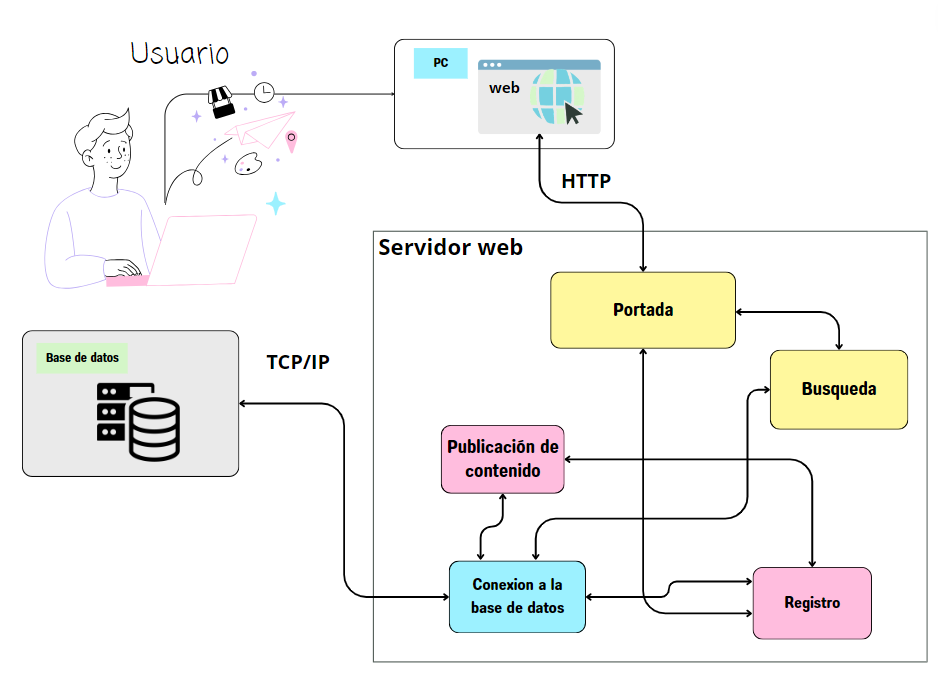 Usuario
PC
web
HTTP
Servidor web
Portada
Base de datos
TCP/IP
Busqueda
Publicación de
contenido
Conexion a la
base de datos
Registro